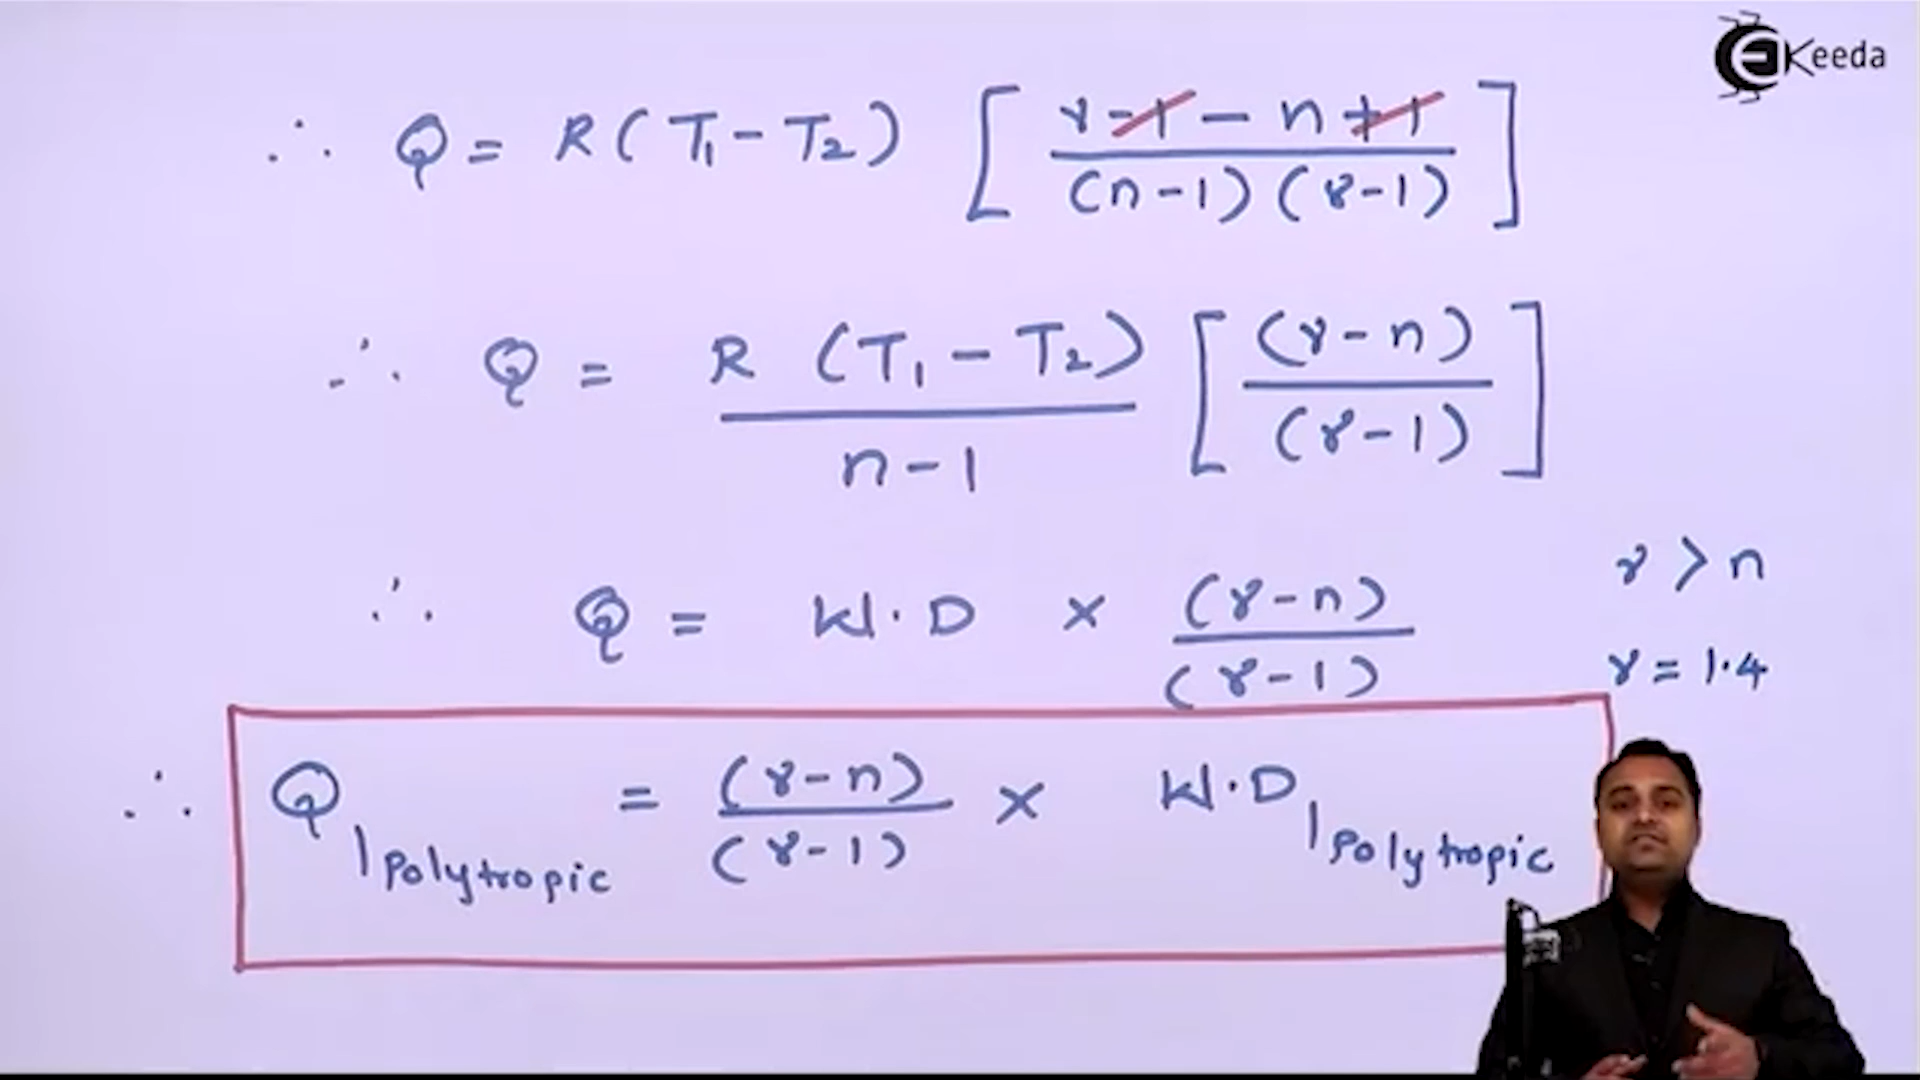 Keeda
∴ Q = R(T₁-T₂) [ γ-1-n+1 / (n-1)(γ-1) ]
∴ Q = R (T₁-T₂) / n-1 [ (γ-n) / (γ-1) ]
∴ Q = W.D × (γ-n) / (γ-1)
γ > n
γ = 1.4
∴ Q|polytropic = (γ-n) / (γ-1) × W.D|polytropic